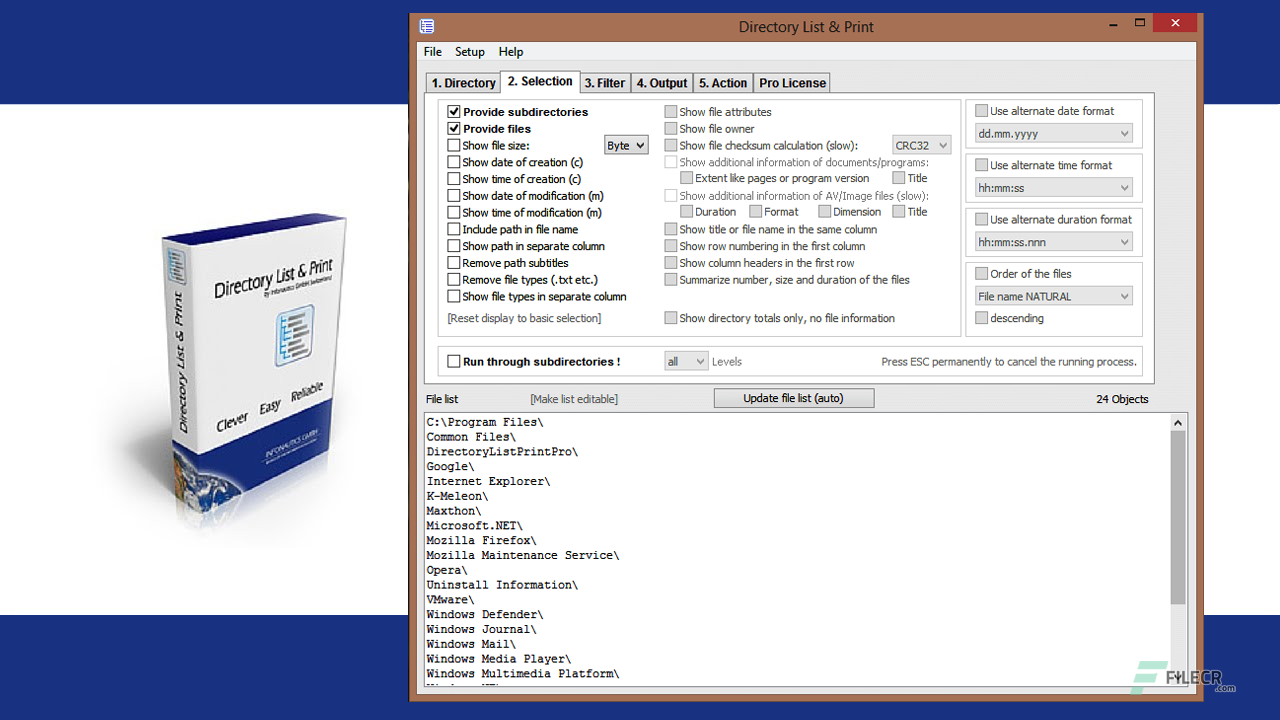 Directory List & Print
File Setup Help
1. Directory 2. Selection 3. Filter 4. Output 5. Action Pro License
Provide subdirectories
Provide files
Show file size: Byte
Show date of creation (c)
Show time of creation (c)
Show date of modification (m)
Show time of modification (m)
Include path in file name
Show path in separate column
Remove path subtitles
Remove file types (.txt etc.)
Show file types in separate column
[Reset display to basic selection]
Show file attributes
Show file owner
Show file checksum calculation (slow): CRC32
Show additional information of documents/programs:
Extent like pages or program version Title
Show additional information of AV/Image files (slow):
Duration Format Dimension Title
Show title or file name in the same column
Show row numbering in the first column
Show column headers in the first row
Summarize number, size and duration of the files
Show directory totals only, no file information
Use alternate date format
dd.mm.yyyy
Use alternate time format
hh:mm:ss
Use alternate duration format
hh:mm:ss.nnn
Order of the files
File name NATURAL
descending
Run through subdirectories ! all Levels Press ESC permanently to cancel the running process.
File list [Make list editable] Update file list (auto) 24 Objects
C:\Program Files\
Common Files\
DirectoryListPrintPro\
Google\
Internet Explorer\
K-Meleon\
Maxthon\
Microsoft.NET\
Mozilla Firefox\
Mozilla Maintenance Service\
Opera\
Uninstall Information\
VMware\
Windows Defender\
Windows Journal\
Windows Mail\
Windows Media Player\
Windows Multimedia Platform\
Directory List & Print
by Infonautics GmbH Switzerland
Directory List & Print
Clever Easy Reliable
INFONAUTICS GMBH
FILECR
.com